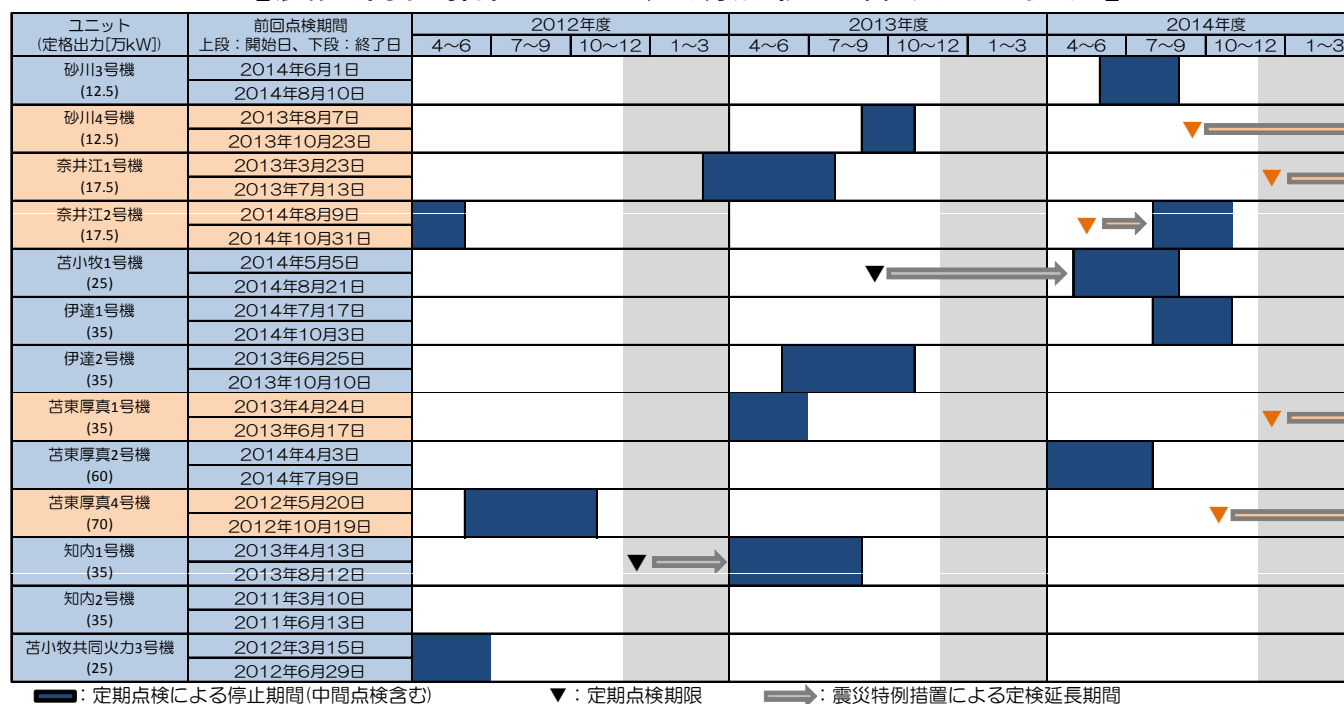 ユニット
(定格出力[万kW])
前回点検期間
上段：開始日、下段：終了日
2012年度
2013年度
2014年度
4～6 7～9 10～12 1～3 4～6 7～9 10～12 1～3 4～6 7～9 10～12 1～3
砂川3号機
(12.5)
2014年6月1日
2014年8月10日
砂川4号機
(12.5)
2013年8月7日
2013年10月23日
奈井江1号機
(17.5)
2013年3月23日
2013年7月13日
奈井江2号機
(17.5)
2014年8月9日
2014年10月31日
苫小牧1号機
(25)
2014年5月5日
2014年8月21日
伊達1号機
(35)
2014年7月17日
2014年10月3日
伊達2号機
(35)
2013年6月25日
2013年10月10日
苫東厚真1号機
(35)
2013年4月24日
2013年6月17日
苫東厚真2号機
(60)
2014年4月3日
2014年7月9日
苫東厚真4号機
(70)
2012年5月20日
2012年10月19日
知内1号機
(35)
2013年4月13日
2013年8月12日
知内2号機
(35)
2011年3月10日
2011年6月13日
苫小牧共同火力3号機
(25)
2012年3月15日
2012年6月29日
：定期点検による停止期間(中間点検含む) ▼：定期点検期限 ：震災特例措置による定検延長期間